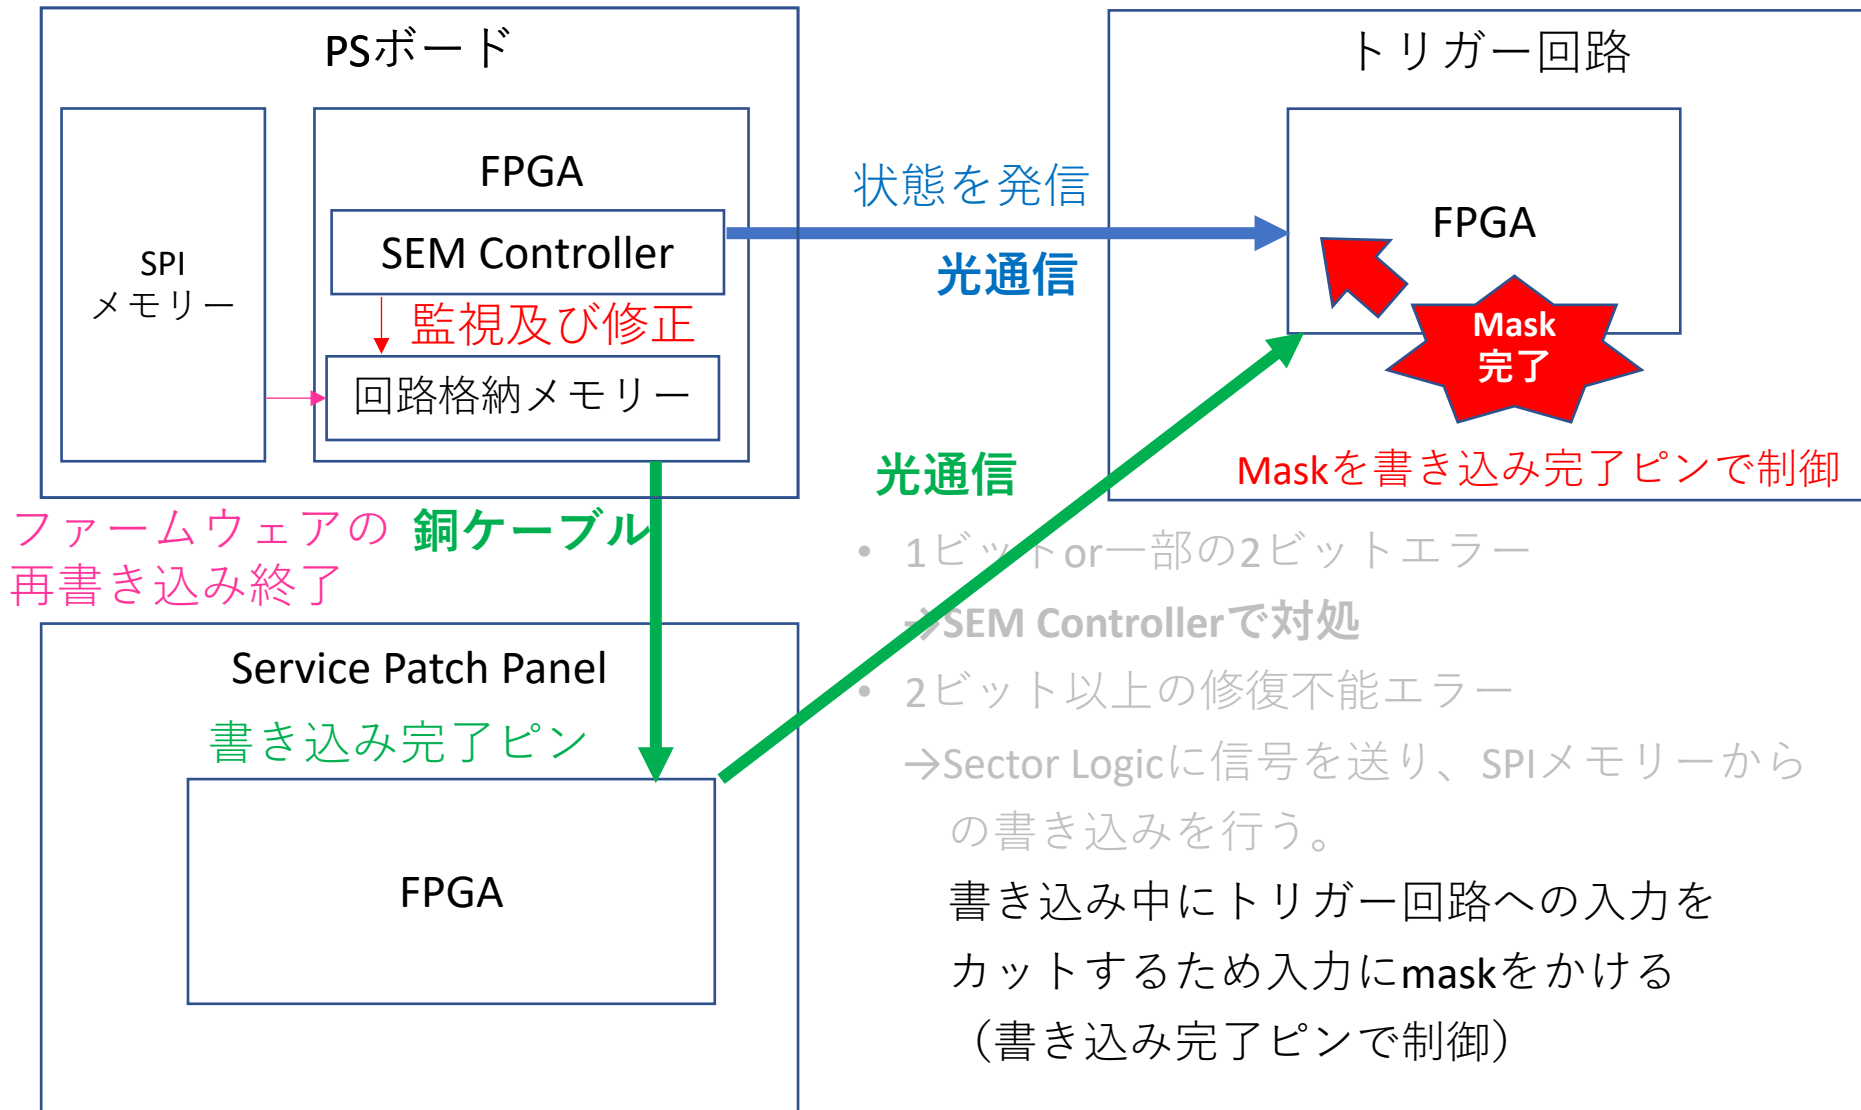 PSボード
SPI
メモリー
FPGA
SEM Controller
監視及び修正
回路格納メモリー
状態を発信
光通信
トリガー回路
FPGA
Mask
完了
Maskを書き込み完了ピンで制御
ファームウェアの
再書き込み終了
銅ケーブル
光通信
Service Patch Panel
書き込み完了ピン
FPGA
• 1ビットor一部の2ビットエラー
→SEM Controllerで対処
• 2ビット以上の修復不能エラー
→Sector Logicに信号を送り、SPIメモリーから
の書き込みを行う。
書き込み中にトリガー回路への入力を
カットするため入力にmaskをかける
（書き込み完了ピンで制御）